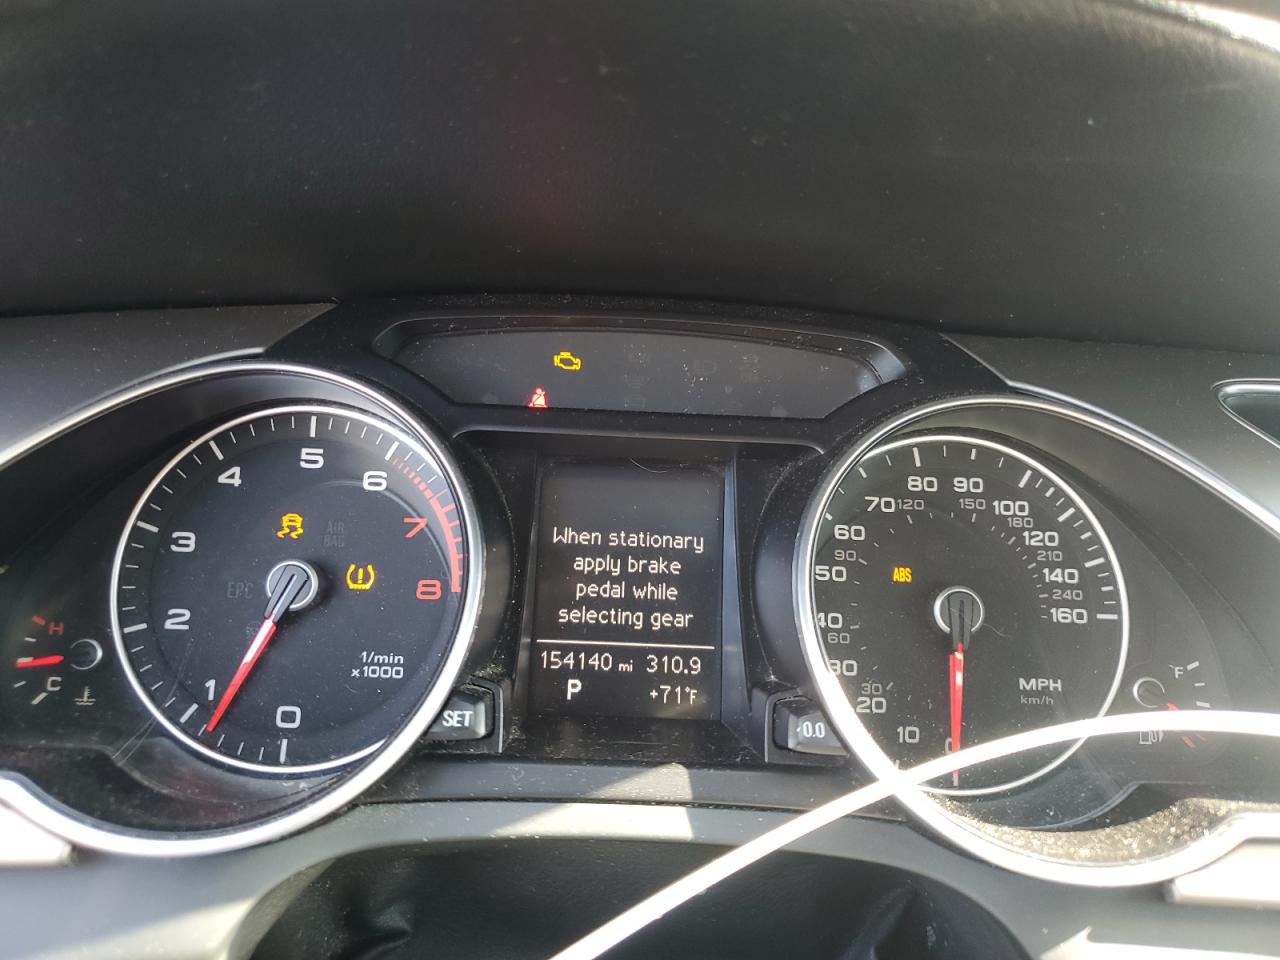 5
4
6
3
7
AIR
BAG
EPC
8
2
1/min
x1000
1
0
H
C
SET
When stationary
apply brake
pedal while
selecting gear
154140 mi 310.9
P +71°F
0.0
80 90
70 120 150 100
180
60 120
90 210
50 ABS 140
240
40 160
60
30
30 MPH
20 km/h
10
0
F